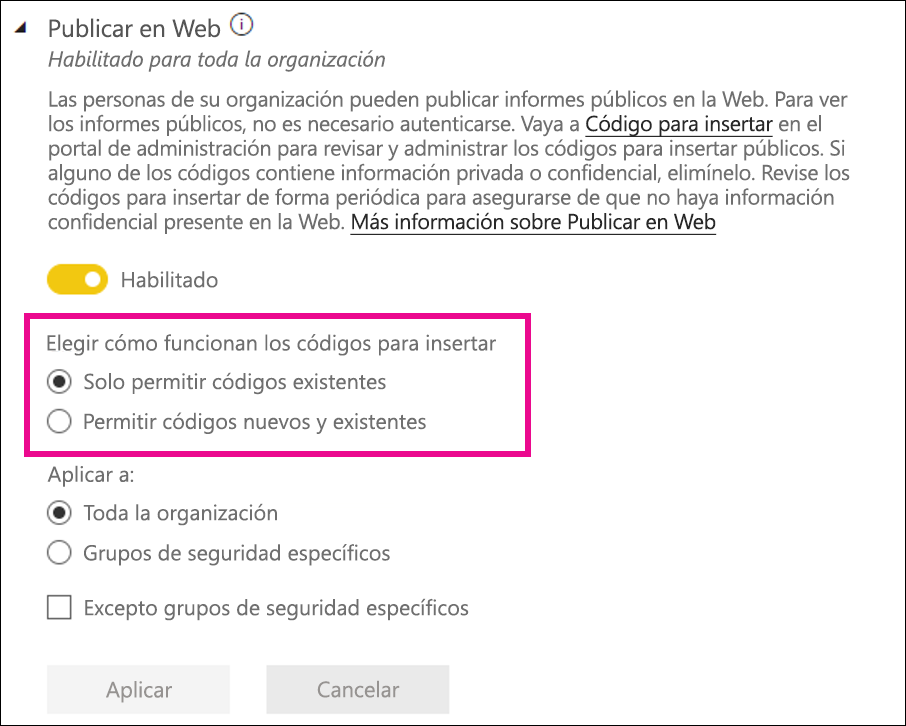 Publicar en Web
Habilitado para toda la organización
Las personas de su organización pueden publicar informes públicos en la Web. Para ver
los informes públicos, no es necesario autenticarse. Vaya a Código para insertar en el
portal de administración para revisar y administrar los códigos para insertar públicos. Si
alguno de los códigos contiene información privada o confidencial, elimínelo. Revise los
códigos para insertar de forma periódica para asegurarse de que no haya información
confidencial presente en la Web. Más información sobre Publicar en Web
Habilitado
Elegir cómo funcionan los códigos para insertar
Solo permitir códigos existentes
Permitir códigos nuevos y existentes
Aplicar a:
Toda la organización
Grupos de seguridad específicos
Excepto grupos de seguridad específicos
Aplicar Cancelar